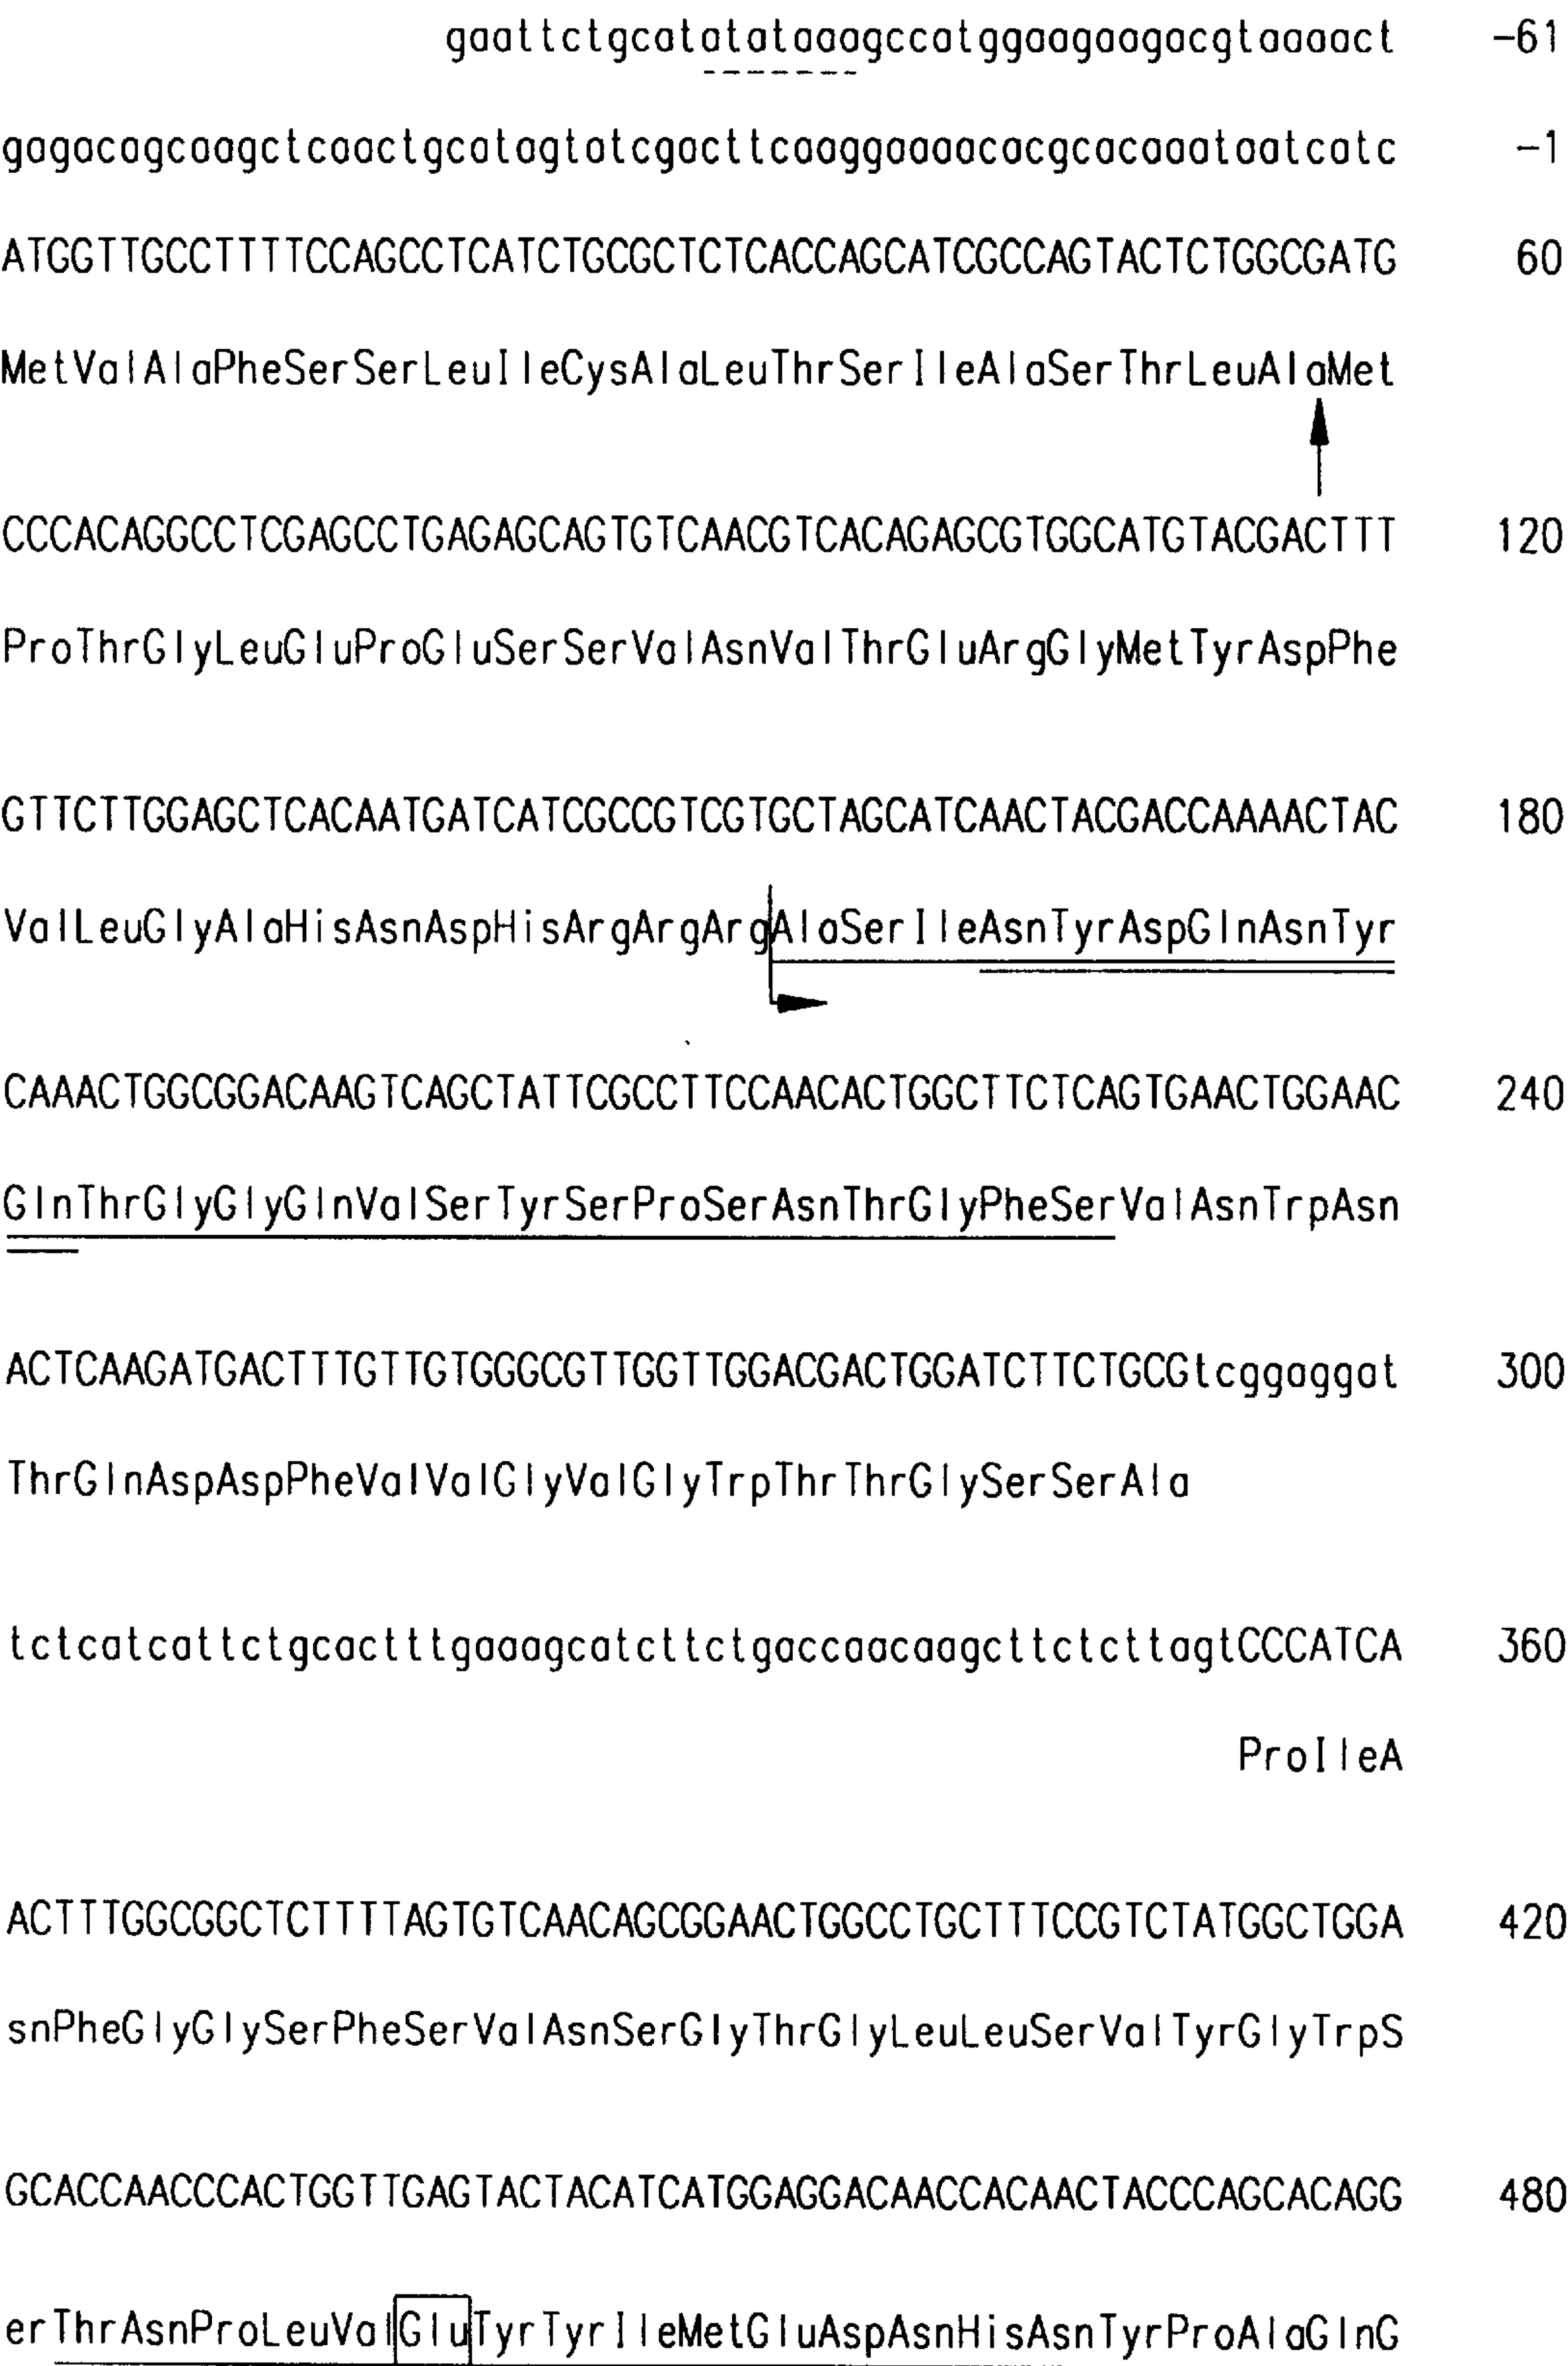 gaattctgcatatataaagccatggaagaagacgtaaaact -61
gagacagcaagctcaactgcatagtatcgacttcaaggaaaacacgcacaaataatcatc -1
ATGGTTGCCTTTTCCAGCCTCATCTGCGCTCTCACCAGCATCGCCAGTACTCTGGCGATG 60
MetValAlaPheSerSerLeuIleCysAlaLeuThrSerIleAlaSerThrLeuAlaMet
CCCACAGGCCTCGAGCCTGAGAGCAGTGTCAACGTCACAGAGCGTGGCATGTACGACTTT 120
ProThrGlyLeuGluProGluSerSerValAsnValThrGluArgGlyMetTyrAspPhe
GTTCTTGGAGCTCACAATGATCATCGCCGTCGTGCTAGCATCAACTACGACCAAAACTAC 180
ValLeuGlyAlaHisAsnAspHisArgArgArgAlaSerIleAsnTyrAspGlnAsnTyr
CAAACTGGCGGACAAGTCAGCTATTCGCCTTCCAACACTGGCTTCTCAGTGAACTGGAAC 240
GlnThrGlyGlyGlnValSerTyrSerProSerAsnThrGlyPheSerValAsnTrpAsn
ACTCAAGATGACTTTGTTGTGGGCGTTGGTTGGACGACTGGATCTTCTGCGtcggaggat 300
ThrGlnAspAspPheValValGlyValGlyTrpThrThrGlySerSerAla
tctcatcattctgcactttgaaagcatcttctgaccaacaagcttctcttagtCCCATCA 360
ProIleA
ACTTTGGCGGCTCTTTTAGTGTCAACAGCGGAACTGGCCTGCTTTCCGTCTATGGCTGGA 420
snPheGlyGlySerPheSerValAsnSerGlyThrGlyLeuLeuSerValTyrGlyTrpS
GCACCAACCCACTGGTTGAGTACTACATCATGGAGGACAACCACAACTACCCAGCACAGG 480
erThrAsnProLeuValGluTyrTyrIleMetGluAspAsnHisAsnTyrProAlaGlnG